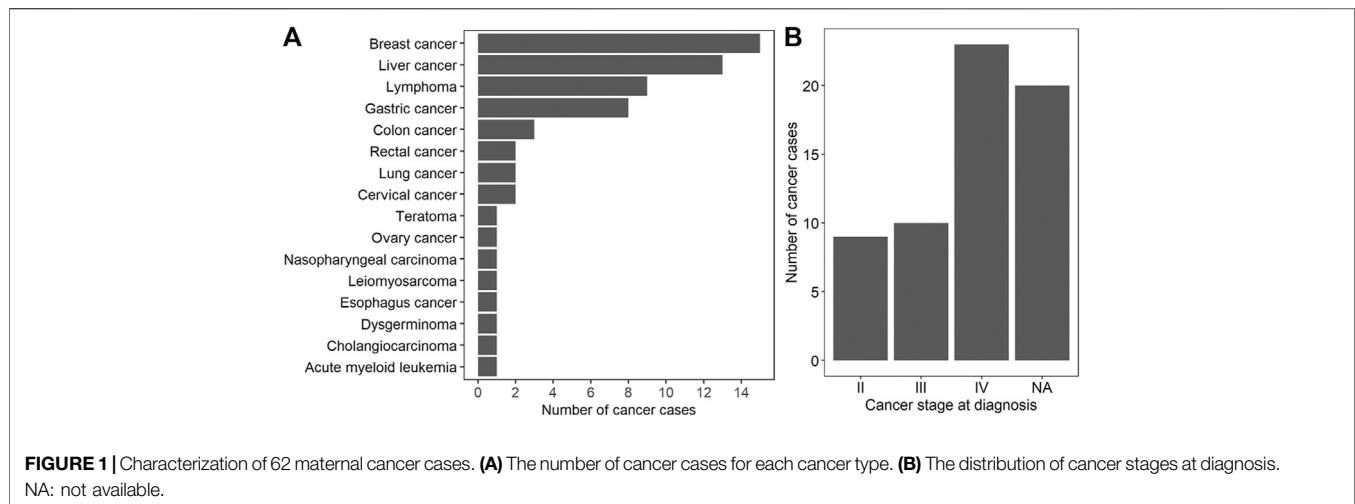 A
Breast cancer
Liver cancer
Lymphoma
Gastric cancer
Colon cancer
Rectal cancer
Lung cancer
Cervical cancer
Teratoma
Ovary cancer
Nasopharyngeal carcinoma
Leiomyosarcoma
Esophagus cancer
Dysgerminoma
Cholangiocarcinoma
Acute myeloid leukemia
0 2 4 6 8 10 12 14
Number of cancer cases
B
Number of cancer cases
20
15
10
5
0
II III IV NA
Cancer stage at diagnosis
FIGURE 1 | Characterization of 62 maternal cancer cases. (A) The number of cancer cases for each cancer type. (B) The distribution of cancer stages at diagnosis.
NA: not available.